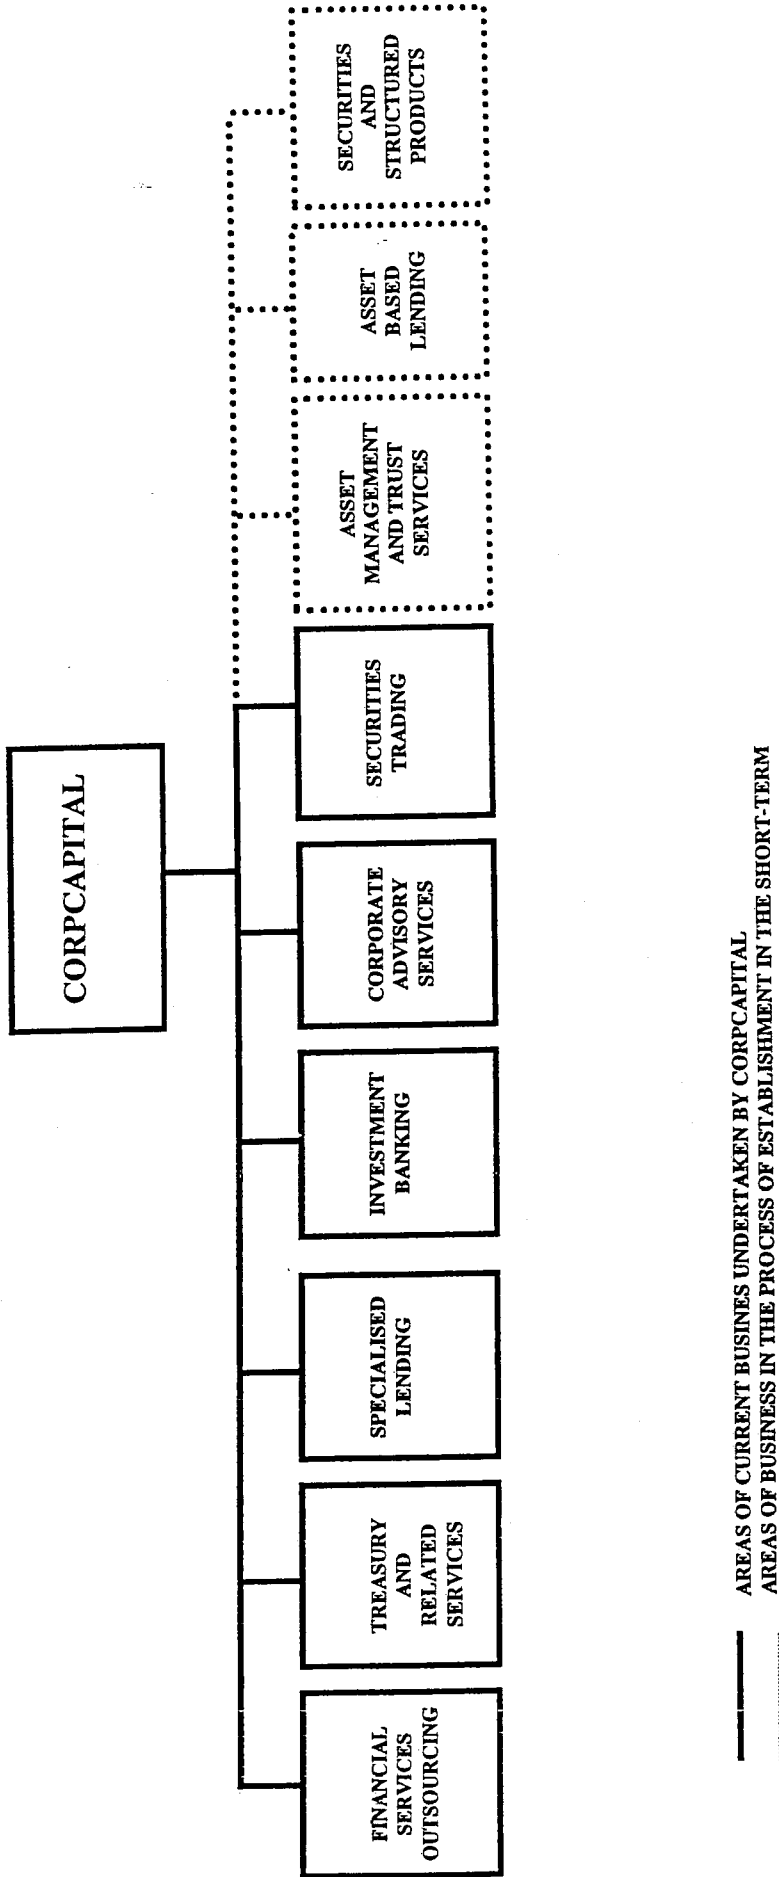 CORPCAPITAL
FINANCIAL
SERVICES
OUTSOURCING
TREASURY
AND
RELATED
SERVICES
SPECIALISED
LENDING
INVESTMENT
BANKING
CORPORATE
ADVISORY
SERVICES
SECURITIES
TRADING
ASSET
MANAGEMENT
AND TRUST
SERVICES
ASSET
BASED
LENDING
SECURITIES
AND
STRUCTURED
PRODUCTS
AREAS OF CURRENT BUSINES UNDERTAKEN BY CORPCAPITAL
AREAS OF BUSINESS IN THE PROCESS OF ESTABLISHMENT IN THE SHORT-TERM